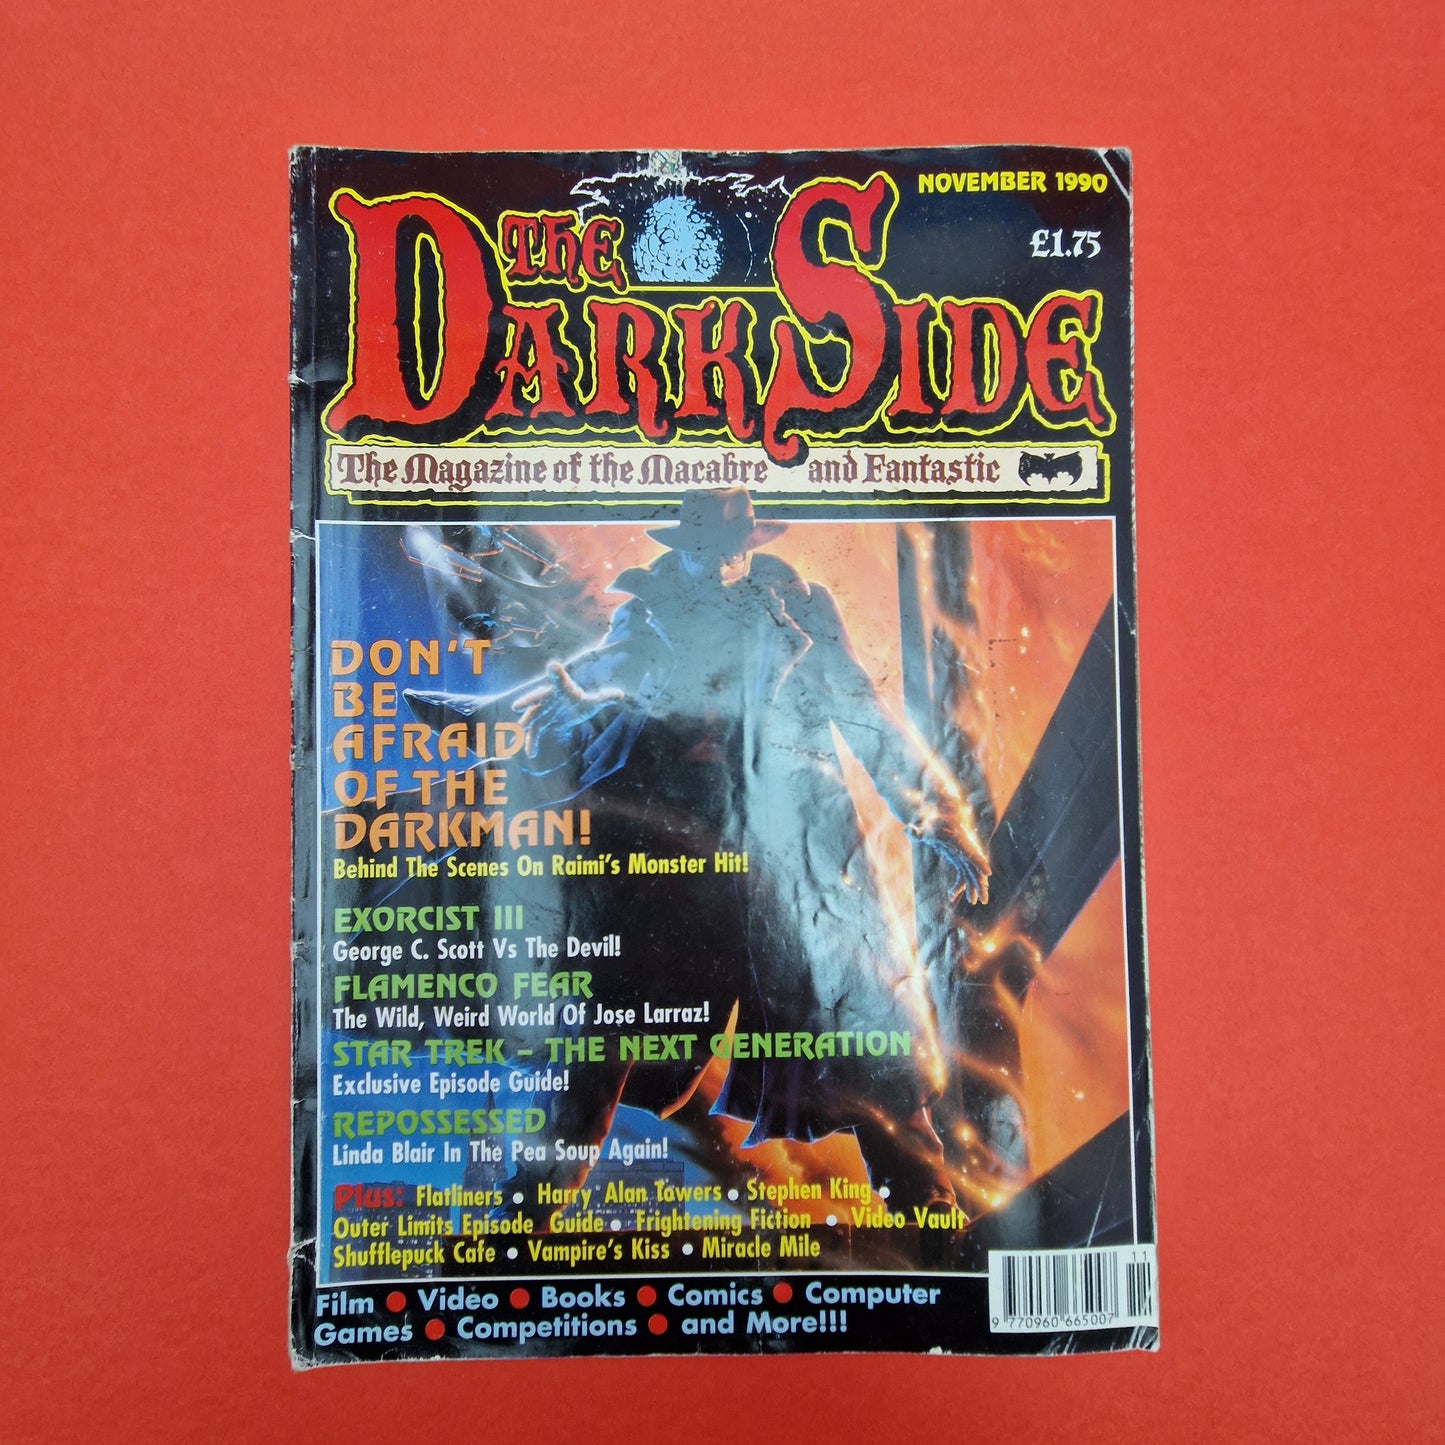 NOVEMBER 1990
£1.75
THE
DARK SIDE
The Magazine of the Macabre and Fantastic
DON'T
BE
AFRAID
OF THE
DARKMAN!
Behind The Scenes On Raimi's Monster Hit!
EXORCIST III
George C. Scott Vs The Devil!
FLAMENCO FEAR
The Wild, Weird World Of Jose Larraz!
STAR TREK – THE NEXT GENERATION
Exclusive Episode Guide!
REPOSSESSED
Linda Blair In The Pea Soup Again!
Plus: Flatliners • Harry Alan Towers • Stephen King •
Outer Limits Episode Guide • Frightening Fiction • Video Vault
Shufflepuck Cafe • Vampire's Kiss • Miracle Mile
Film • Video • Books • Comics • Computer
Games • Competitions • and More!!!
11
9 770960 665007